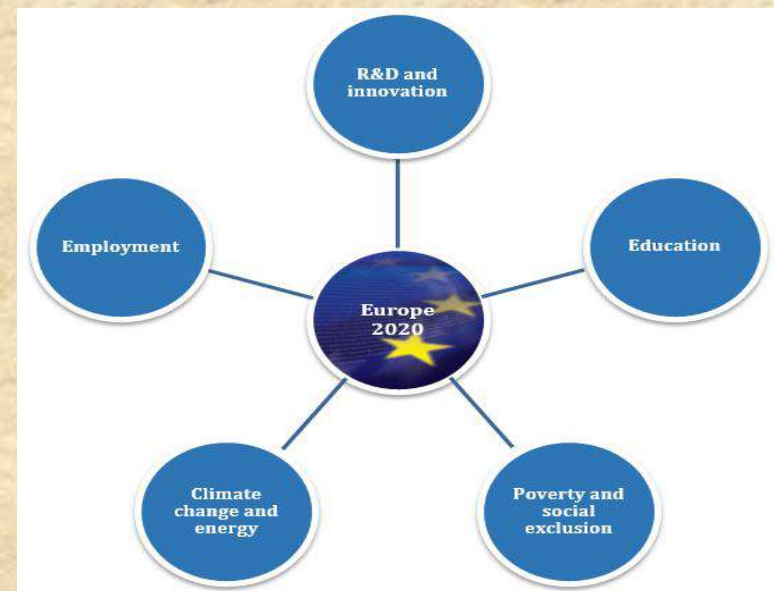 R&D and
innovation
Employment
Education
Europe
2020
Climate
change and
energy
Poverty and
social
exclusion